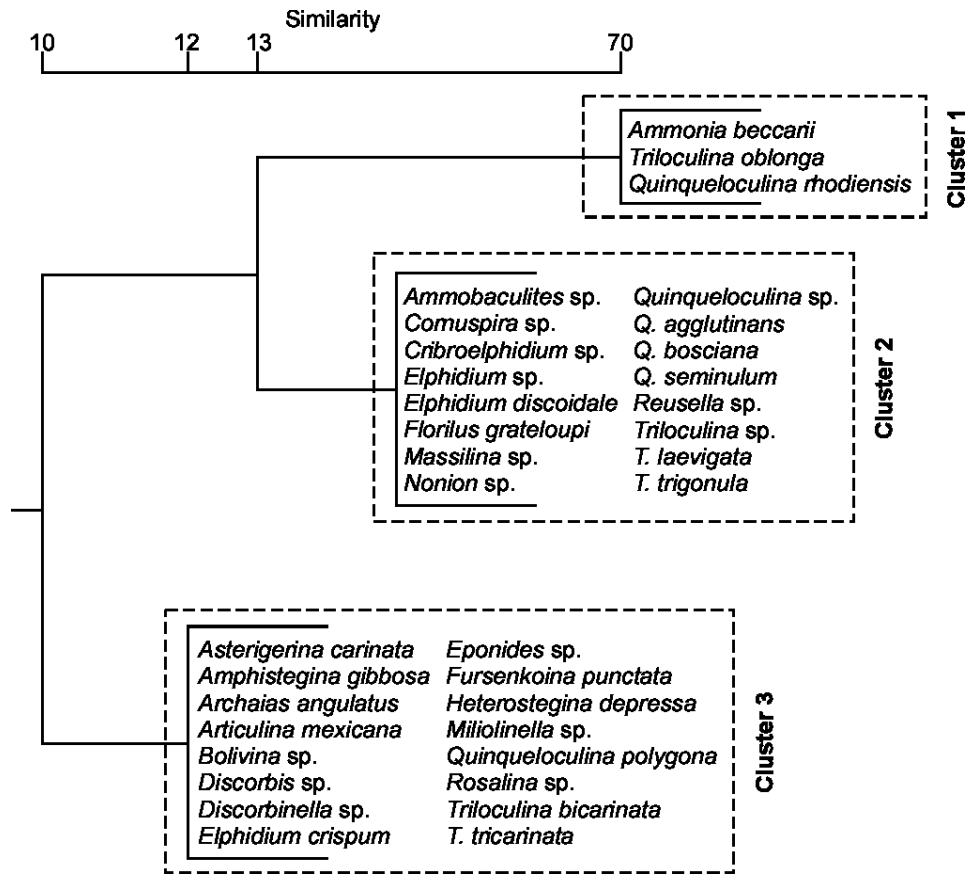 Similarity
10 12 13 70
Ammonia beccarii
Triloculina oblonga
Quinqueloculina rhodiensis
Cluster 1
Ammobaculites sp.
Cornuspira sp.
Cribroelphidium sp.
Elphidium sp.
Elphidium discoidale
Florilus grateloupi
Massilina sp.
Nonion sp.
Quinqueloculina sp.
Q. agglutinans
Q. bosciana
Q. seminulum
Reusella sp.
Triloculina sp.
T. laevigata
T. trigonula
Cluster 2
Asterigerina carinata
Amphistegina gibbosa
Archaias angulatus
Articulina mexicana
Bolivina sp.
Discorbis sp.
Discorbinella sp.
Elphidium crispum
Eponides sp.
Fursenkoina punctata
Heterostegina depressa
Miliolinella sp.
Quinqueloculina polygona
Rosalina sp.
Triloculina bicarinata
T. tricarinata
Cluster 3